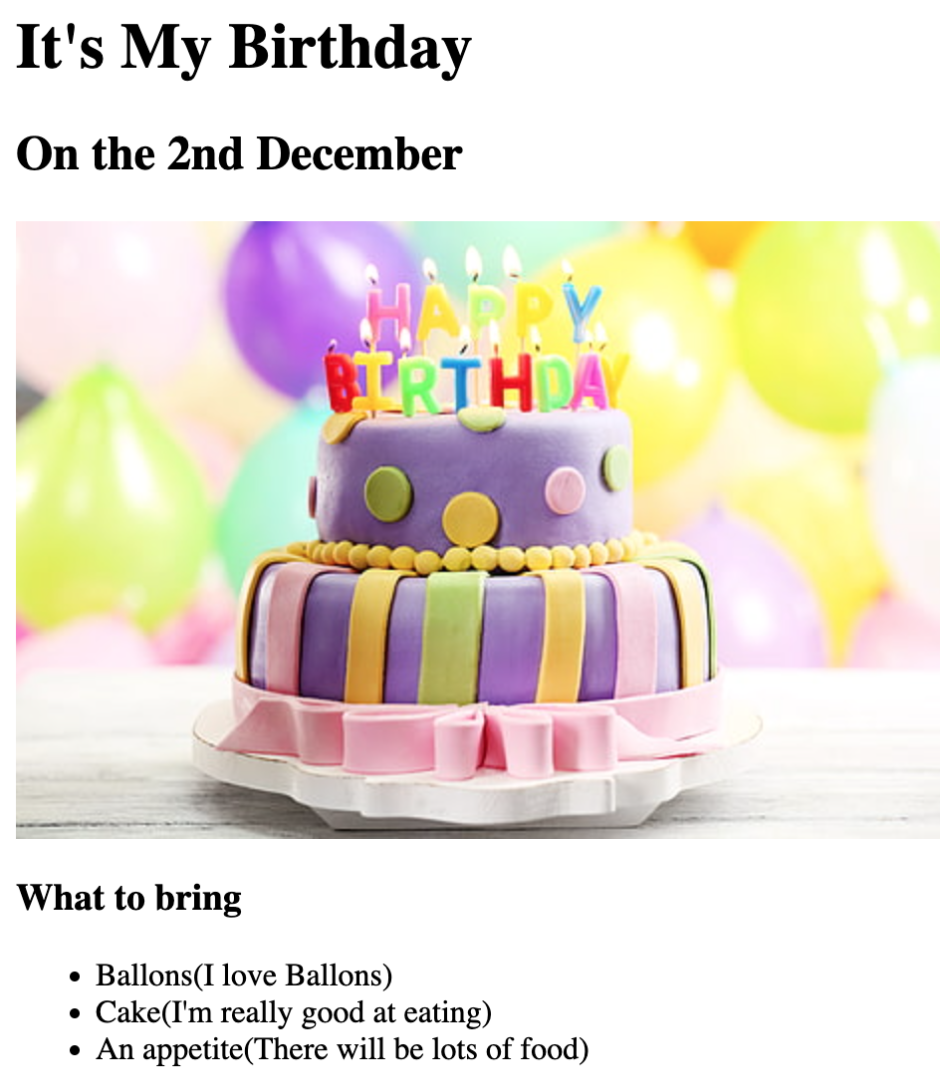 It's My Birthday
On the 2nd December
HAPPY
BIRTHDAY
What to bring
Ballons(I love Ballons)
Cake(I'm really good at eating)
An appetite(There will be lots of food)